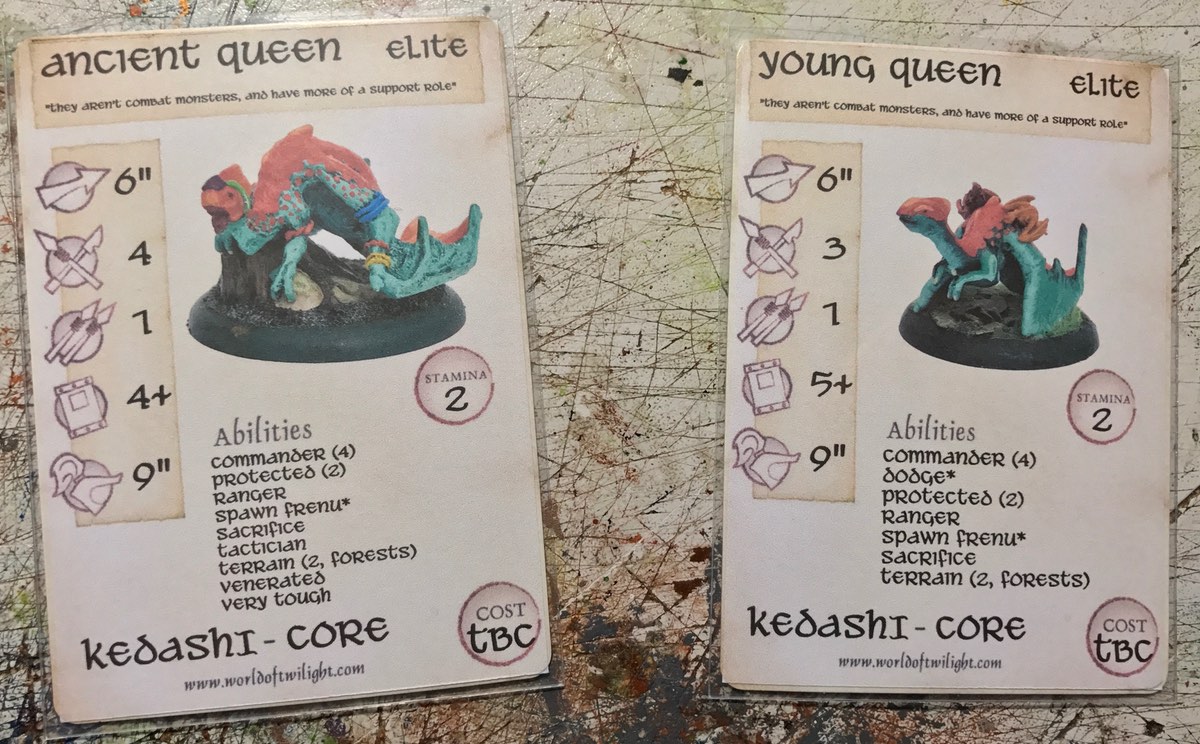 ancient queen elite
"they aren't combat monsters, and have more of a support role"
6"
4
1
4+
9"
STAMINA
2
Abilities
commander (4)
protected (2)
ranger
spawn frenu*
sacrifice
tactician
terrain (2, forests)
venerated
very tough
COST
tBC
kedashi - core
www.worldoftwilight.com
young queen elite
"they aren't combat monsters, and have more of a support role"
6"
3
1
5+
9"
STAMINA
2
Abilities
commander (4)
dodge*
protected (2)
ranger
spawn frenu*
sacrifice
terrain (2, forests)
COST
tBC
kedashi - core
www.worldoftwilight.com